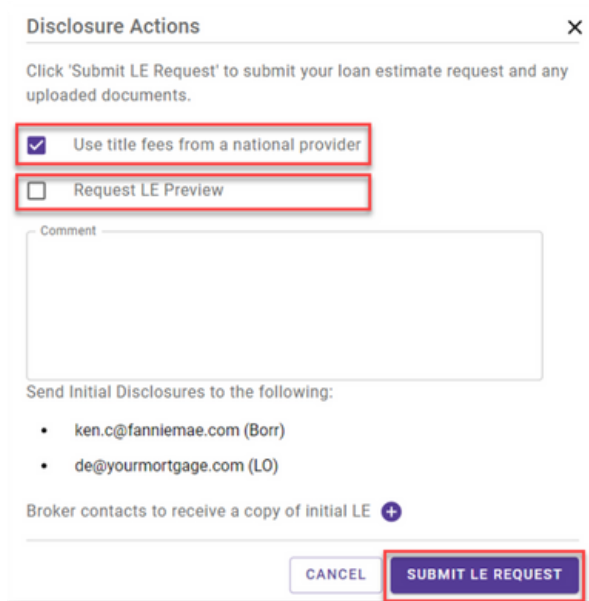 Disclosure Actions
Click 'Submit LE Request' to submit your loan estimate request and any
uploaded documents.
Use title fees from a national provider
Request LE Preview
Comment
Send Initial Disclosures to the following:
ken.c@fanniemae.com (Borr)
de@yourmortgage.com (LO)
Broker contacts to receive a copy of initial LE
CANCEL SUBMIT LE REQUEST